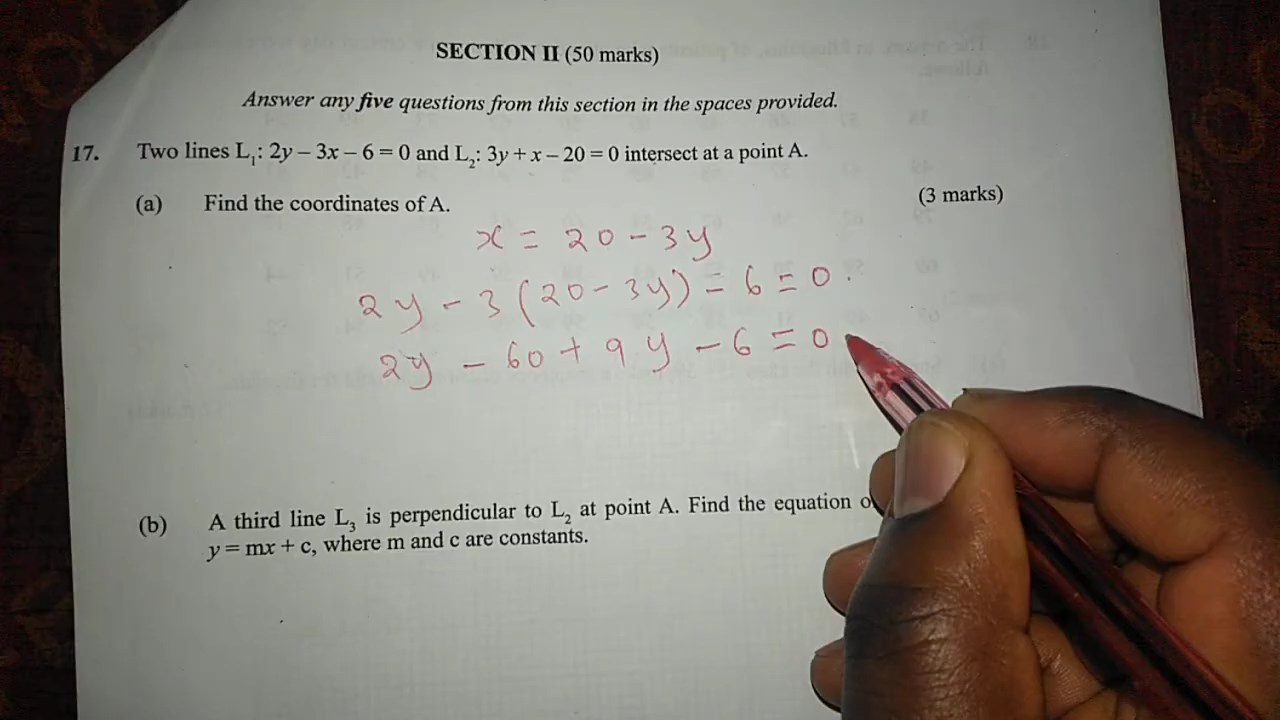 SECTION II (50 marks)
Answer any five questions from this section in the spaces provided.
17. Two lines L₁: 2y – 3x – 6 = 0 and L₂: 3y + x – 20 = 0 intersect at a point A.
(a) Find the coordinates of A. (3 marks)
x = 20 - 3y
2y - 3(20 - 3y) = 6 = 0.
2y - 60 + 9y - 6 = 0
(b) A third line L₃ is perpendicular to L₂ at point A. Find the equation
y = mx + c, where m and c are constants.